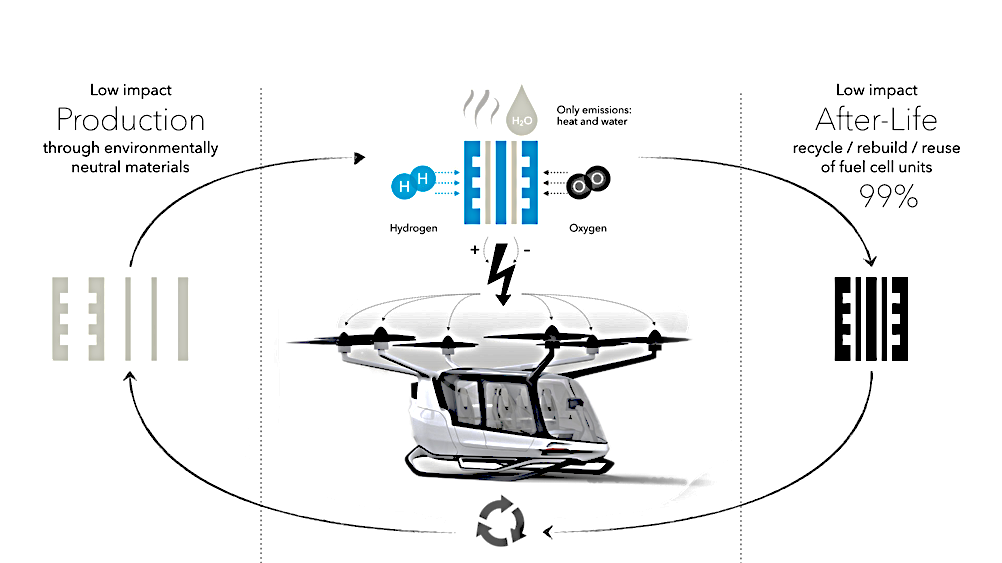 Low impact
Production
through environmentally
neutral materials
Only emissions:
heat and water
H₂O
H H
Hydrogen
O O
Oxygen
+ −
Low impact
After-Life
recycle / rebuild / reuse
of fuel cell units
99%